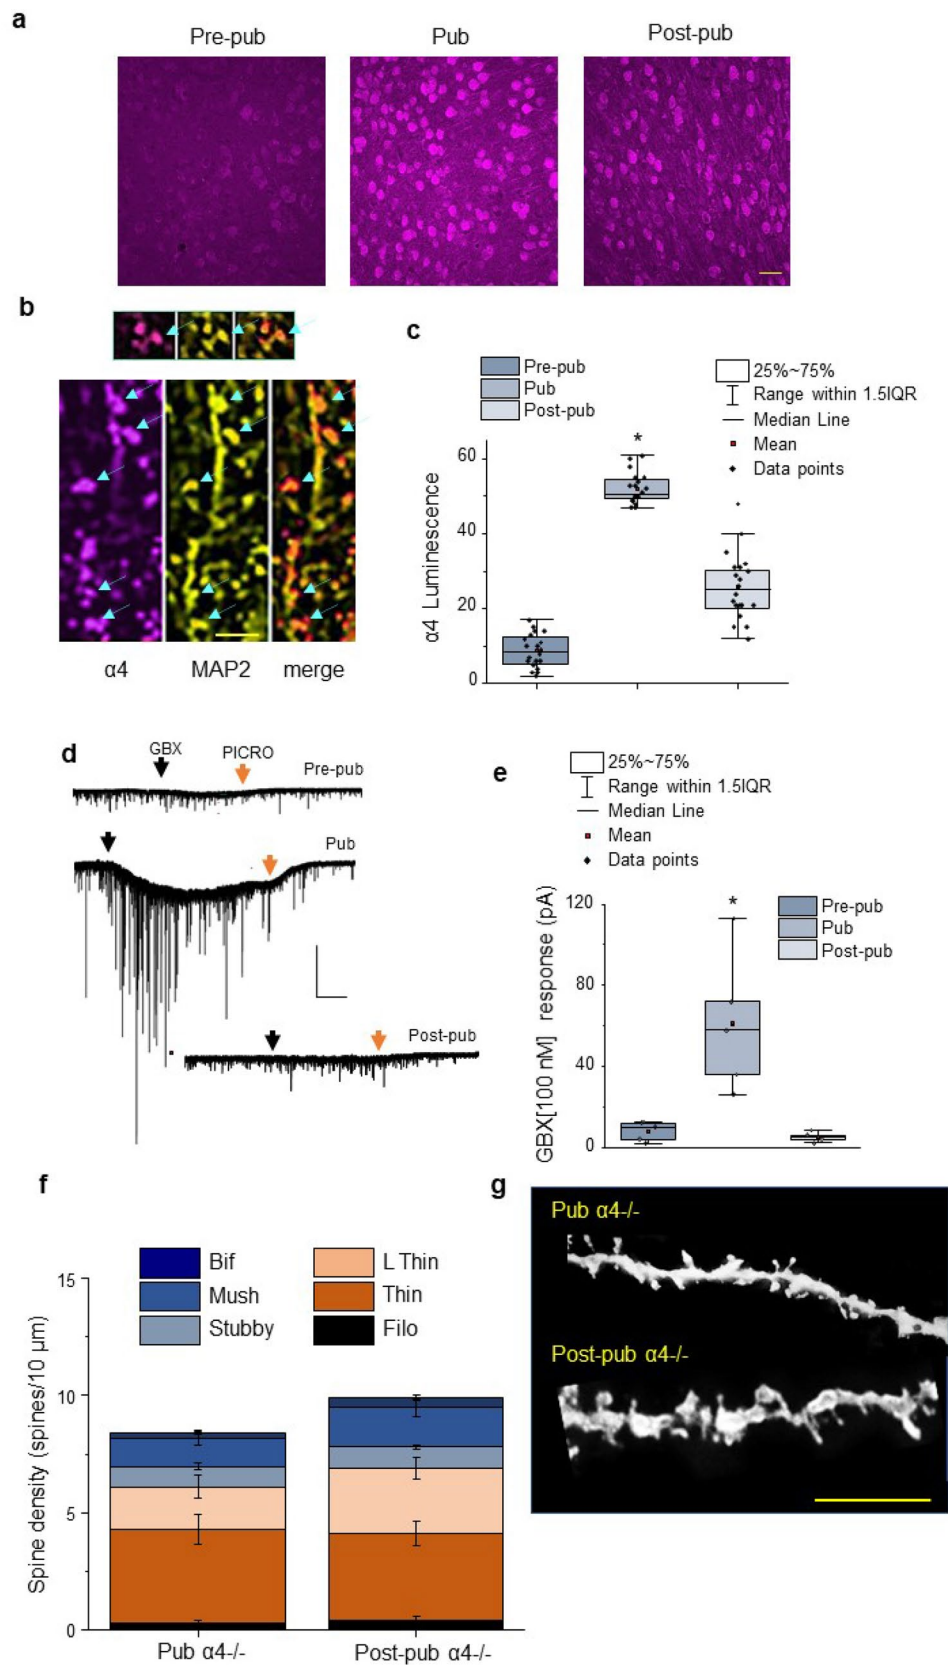 a
Pre-pub
Pub
Post-pub
b
α4
MAP2
merge
c
Pre-pub
Pub
Post-pub
25%~75%
Range within 1.5IQR
Median Line
Mean
Data points
α4 Luminescence
60
40
20
0
*
d
GBX
PICRO
Pre-pub
Pub
Post-pub
e
25%~75%
Range within 1.5IQR
Median Line
Mean
Data points
GBX[100 nM] response (pA)
120
80
40
0
*
Pre-pub
Pub
Post-pub
f
Bif
Mush
Stubby
L Thin
Thin
Filo
Spine density (spines/10 µm)
15
10
5
0
Pub α4-/-
Post-pub α4-/-
g
Pub α4-/-
Post-pub α4-/-